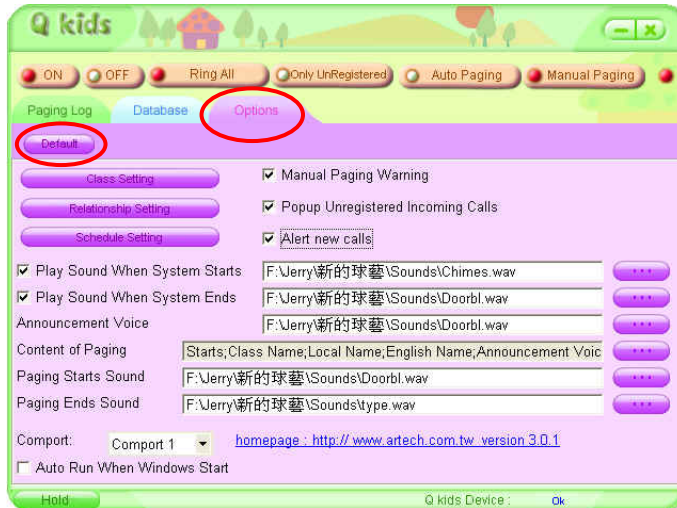 Q kids
ON OFF Ring All Only UnRegistered Auto Paging Manual Paging
Paging Log Database Options
Default
Class Setting Manual Paging Warning
Relationship Setting Popup Unregistered Incoming Calls
Schedule Setting Alert new calls
Play Sound When System Starts F:\Jerry\新的球藝\Sounds\Chimes.wav ...
Play Sound When System Ends F:\Jerry\新的球藝\Sounds\Doorbl.wav ...
Announcement Voice F:\Jerry\新的球藝\Sounds\Doorbl.wav ...
Content of Paging Starts;Class Name;Local Name;English Name;Announcement Voic ...
Paging Starts Sound F:\Jerry\新的球藝\Sounds\Doorbl.wav ...
Paging Ends Sound F:\Jerry\新的球藝\Sounds\type.wav ...
Comport: Comport 1 homepage : http:// www.artech.com.tw version 3.0.1
Auto Run When Windows Start
Hold Q kids Device : Ok